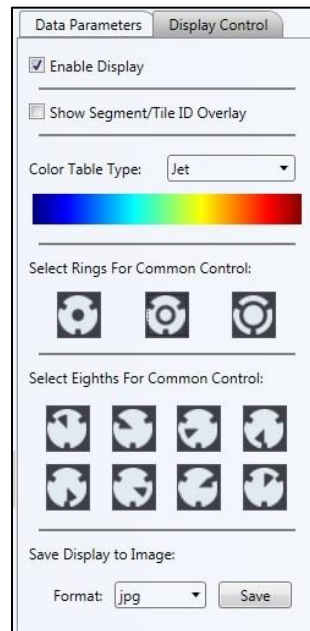 Data Parameters Display Control
Enable Display
Show Segment/Tile ID Overlay
Color Table Type: Jet
Select Rings For Common Control:
Select Eighths For Common Control:
Save Display to Image:
Format: jpg Save